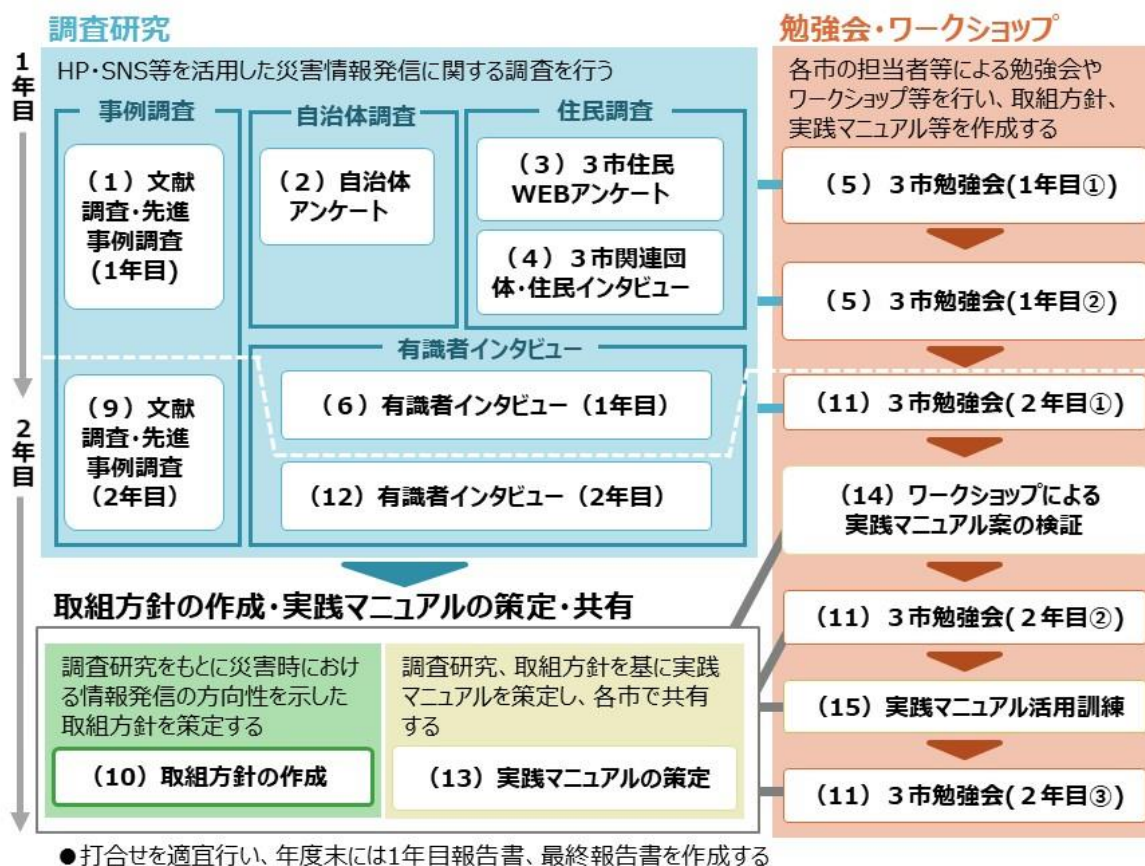 調査研究
1年目
HP・SNS等を活用した災害情報発信に関する調査を行う
事例調査
(1)文献
調査・先進
事例調査
(1年目)
自治体調査
(2)自治体
アンケート
住民調査
(3)3市住民
WEBアンケート
(4)3市関連団
体・住民インタビュー
有識者インタビュー
(6)有識者インタビュー(1年目)
2年目
(9)文献
調査・先進
事例調査
(2年目)
(12)有識者インタビュー(2年目)
取組方針の作成・実践マニュアルの策定・共有
調査研究をもとに災害時におけ
る情報発信の方向性を示した
取組方針を策定する
(10)取組方針の作成
調査研究、取組方針を基に実践
マニュアルを策定し、各市で共有
する
(13)実践マニュアルの策定
勉強会・ワークショップ
各市の担当者等による勉強会や
ワークショップ等を行い、取組方針、
実践マニュアル等を作成する
(5)3市勉強会(1年目①)
(5)3市勉強会(1年目②)
(11)3市勉強会(2年目①)
(14)ワークショップによる
実践マニュアル案の検証
(11)3市勉強会(2年目②)
(15)実践マニュアル活用訓練
(11)3市勉強会(2年目③)
●打合せを適宜行い、年度末には1年目報告書、最終報告書を作成する